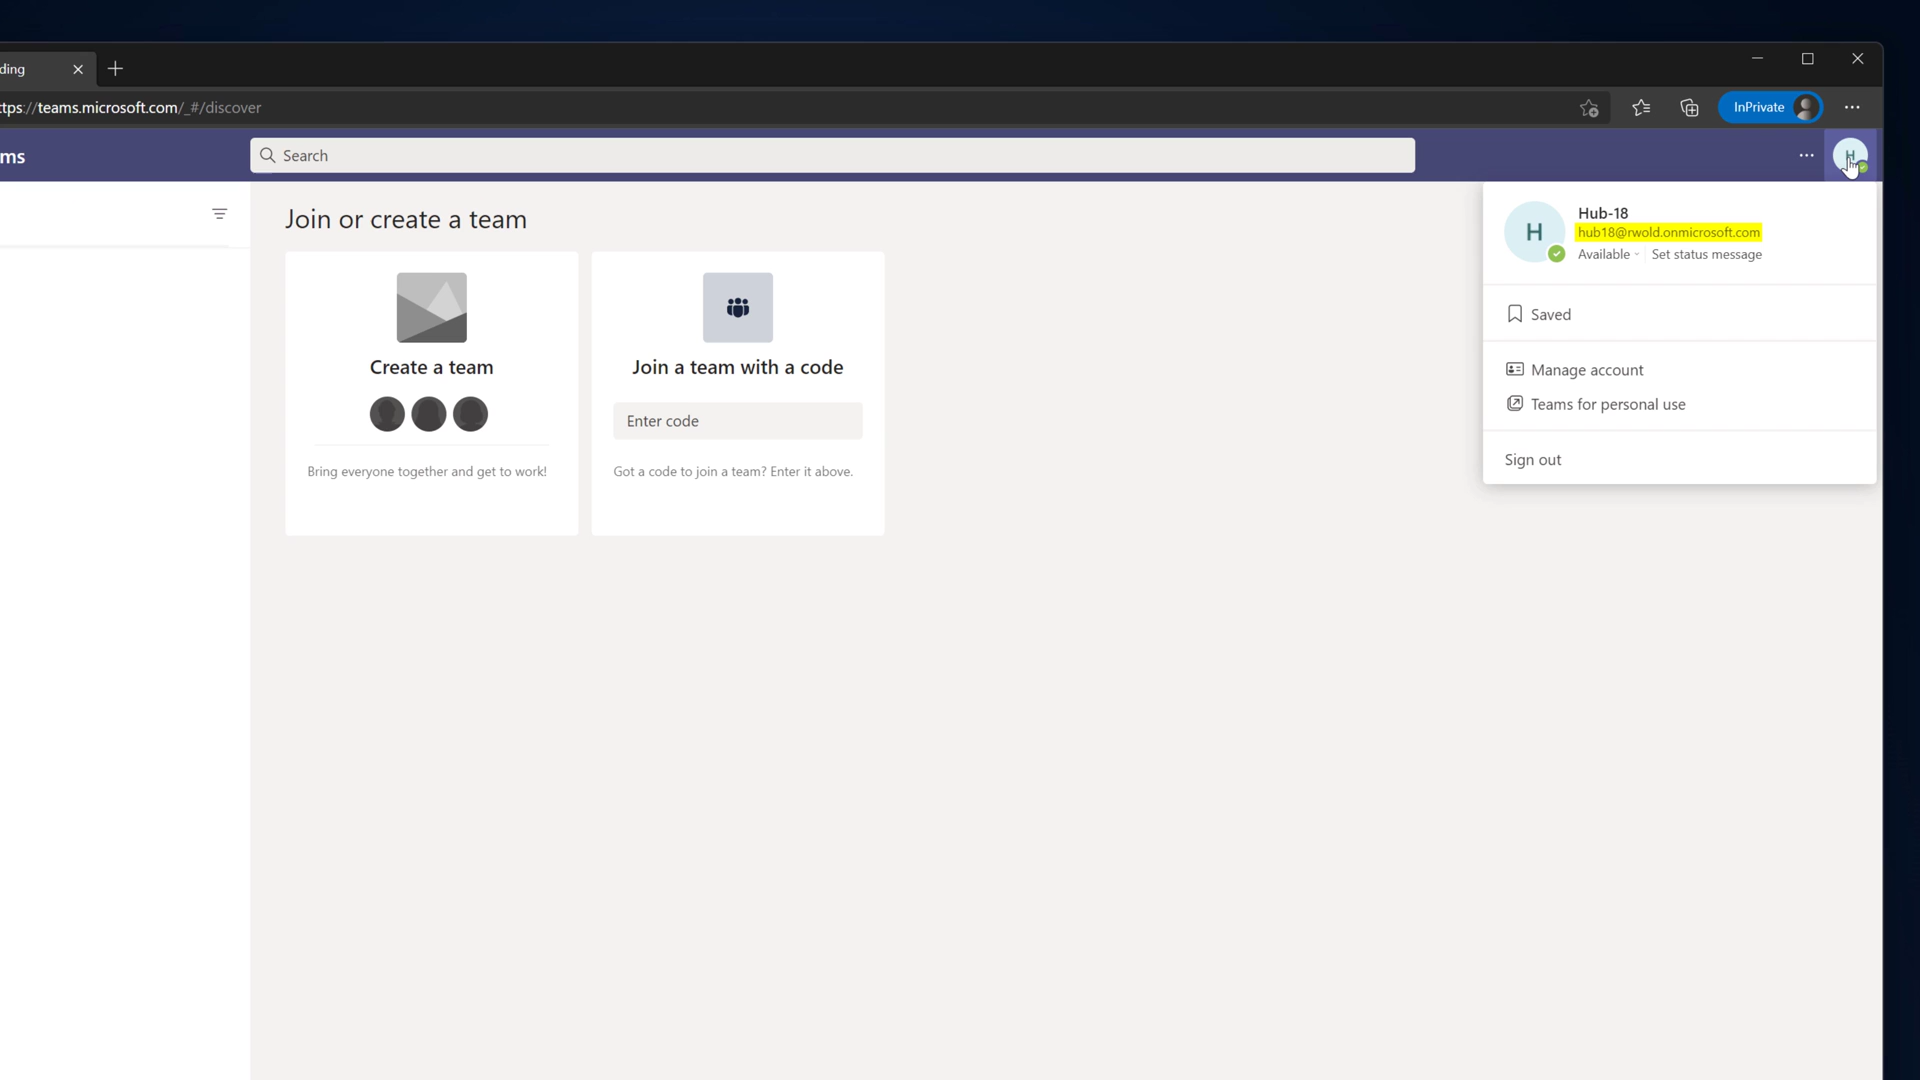 ding
ttps://teams.microsoft.com/_#/discover
InPrivate
ms
Search
H
Join or create a team
H
Hub-18
hub18@rwold.onmicrosoft.com
Available
Set status message
Saved
Create a team
Join a team with a code
Manage account
Teams for personal use
Enter code
Bring everyone together and get to work!
Got a code to join a team? Enter it above.
Sign out